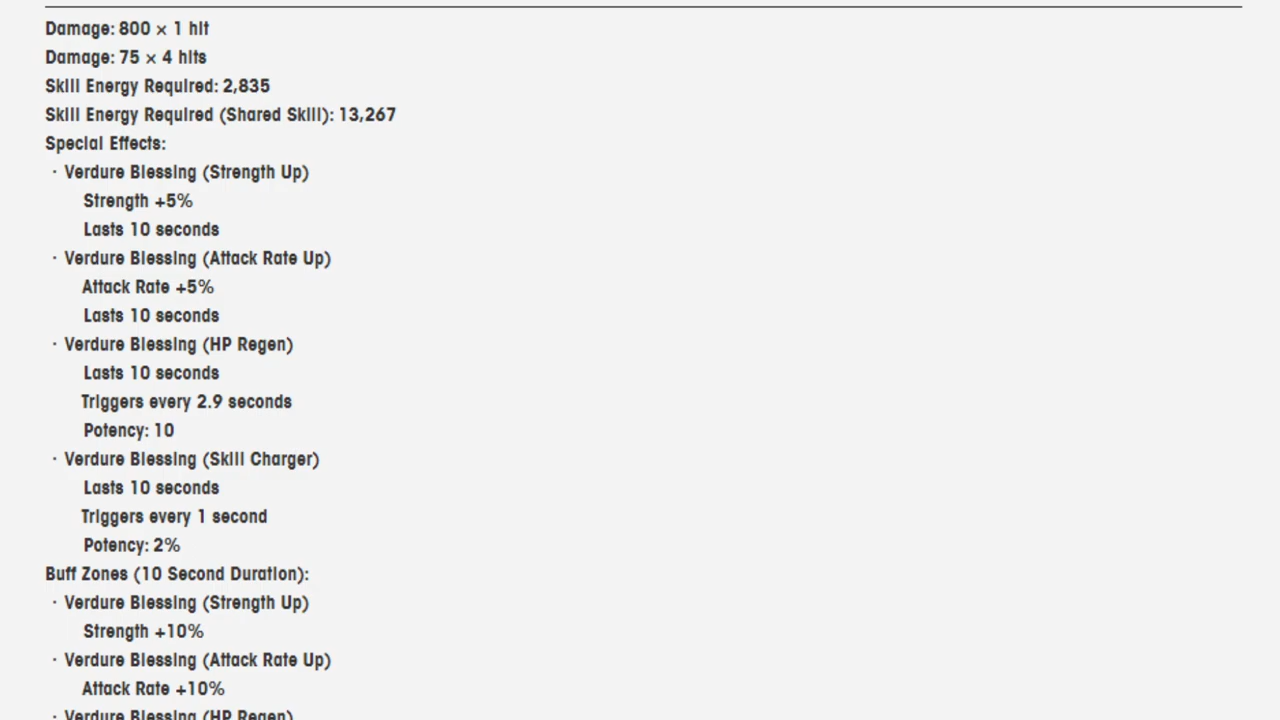 Damage: 800 × 1 hit
Damage: 75 × 4 hits
Skill Energy Required: 2,835
Skill Energy Required (Shared Skill): 13,267
Special Effects:
・Verdure Blessing (Strength Up)
Strength +5%
Lasts 10 seconds
・Verdure Blessing (Attack Rate Up)
Attack Rate +5%
Lasts 10 seconds
・Verdure Blessing (HP Regen)
Lasts 10 seconds
Triggers every 2.9 seconds
Potency: 10
・Verdure Blessing (Skill Charger)
Lasts 10 seconds
Triggers every 1 second
Potency: 2%
Buff Zones (10 Second Duration):
・Verdure Blessing (Strength Up)
Strength +10%
・Verdure Blessing (Attack Rate Up)
Attack Rate +10%
・Verdure Blessing (HP Regen)